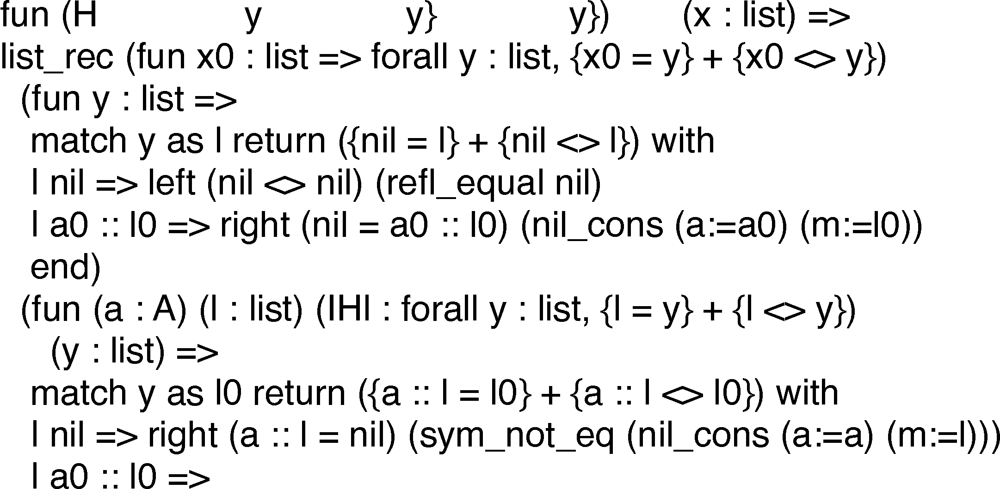 fun (H y y} y}) (x : list) =>
list_rec (fun x0 : list => forall y : list, {x0 = y} + {x0 <> y})
(fun y : list =>
match y as l return ({nil = l} + {nil <> l}) with
| nil => left (nil <> nil) (refl_equal nil)
| a0 :: l0 => right (nil = a0 :: l0) (nil_cons (a:=a0) (m:=l0))
end)
(fun (a : A) (l : list) (IHl : forall y : list, {l = y} + {l <> y})
(y : list) =>
match y as l0 return ({a :: l = l0} + {a :: l <> l0}) with
| nil => right (a :: l = nil) (sym_not_eq (nil_cons (a:=a) (m:=l)))
| a0 :: l0 =>